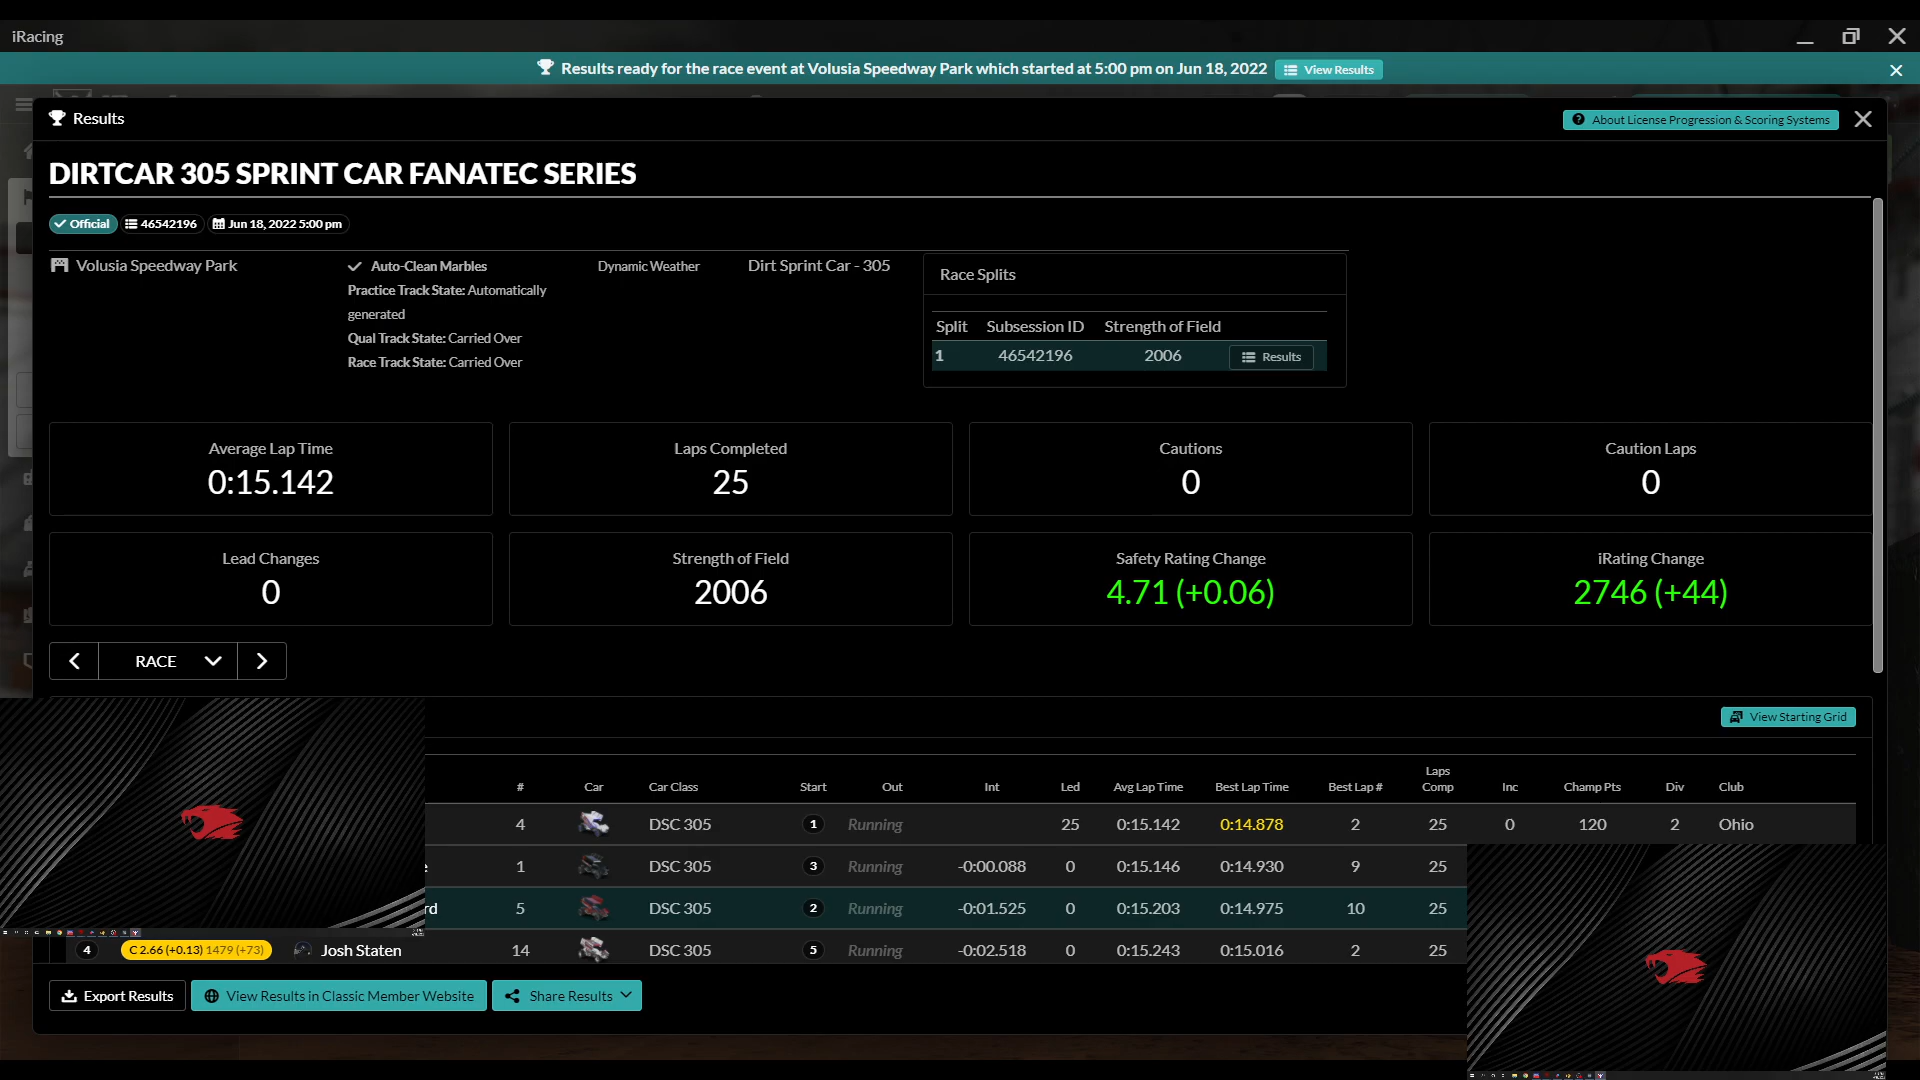 iRacing
Results ready for the race event at Volusia Speedway Park which started at 5:00 pm on Jun 18, 2022 View Results
Results
About License Progression & Scoring Systems
DIRTCAR 305 SPRINT CAR FANATEC SERIES
Official 46542196 Jun 18, 2022 5:00 pm
Volusia Speedway Park
Auto-Clean Marbles
Practice Track State: Automatically
generated
Qual Track State: Carried Over
Race Track State: Carried Over
Dynamic Weather
Dirt Sprint Car - 305
Race Splits
Split Subsession ID Strength of Field
1 46542196 2006 Results
Average Lap Time Laps Completed Cautions Caution Laps
0:15.142 25 0 0
Lead Changes Strength of Field Safety Rating Change iRating Change
0 2006 4.71 (+0.06) 2746 (+44)
RACE
View Starting Grid
# Car Car Class Start Out Int Led Avg Lap Time Best Lap Time Best Lap # Laps Comp Inc Champ Pts Div Club
4 DSC 305 1 Running 25 0:15.142 0:14.878 2 25 0 120 2 Ohio
1 DSC 305 3 Running -0:00.088 0 0:15.146 0:14.930 9 25
rd 5 DSC 305 2 Running -0:01.525 0 0:15.203 0:14.975 10 25
4 C 2.66 (+0.13) 1479 (+73) Josh Staten 14 DSC 305 5 Running -0:02.518 0 0:15.243 0:15.016 2 25
Export Results View Results in Classic Member Website Share Results